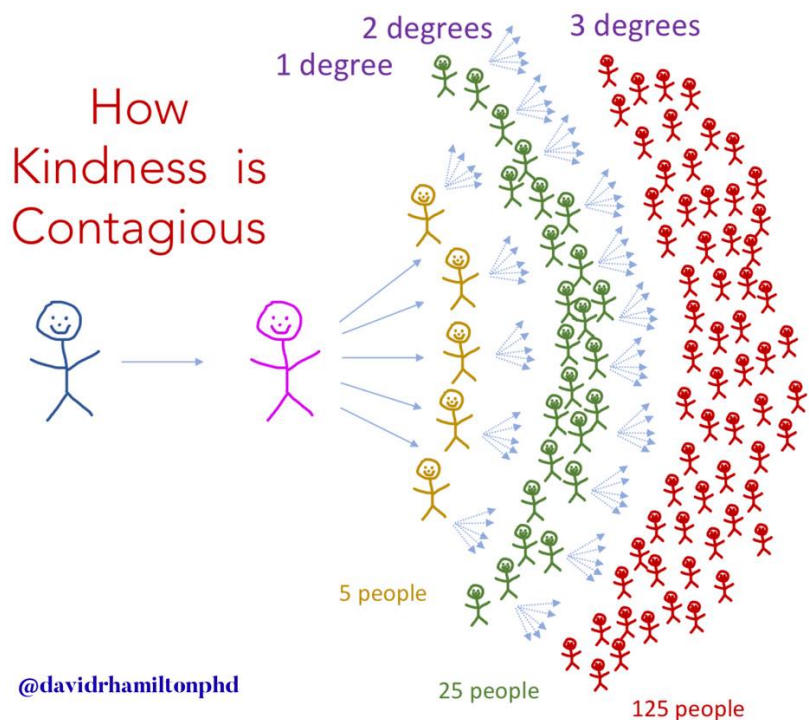 How
Kindness is
Contagious
1 degree
2 degrees
3 degrees
5 people
25 people
125 people
@davidrhamiltonphd